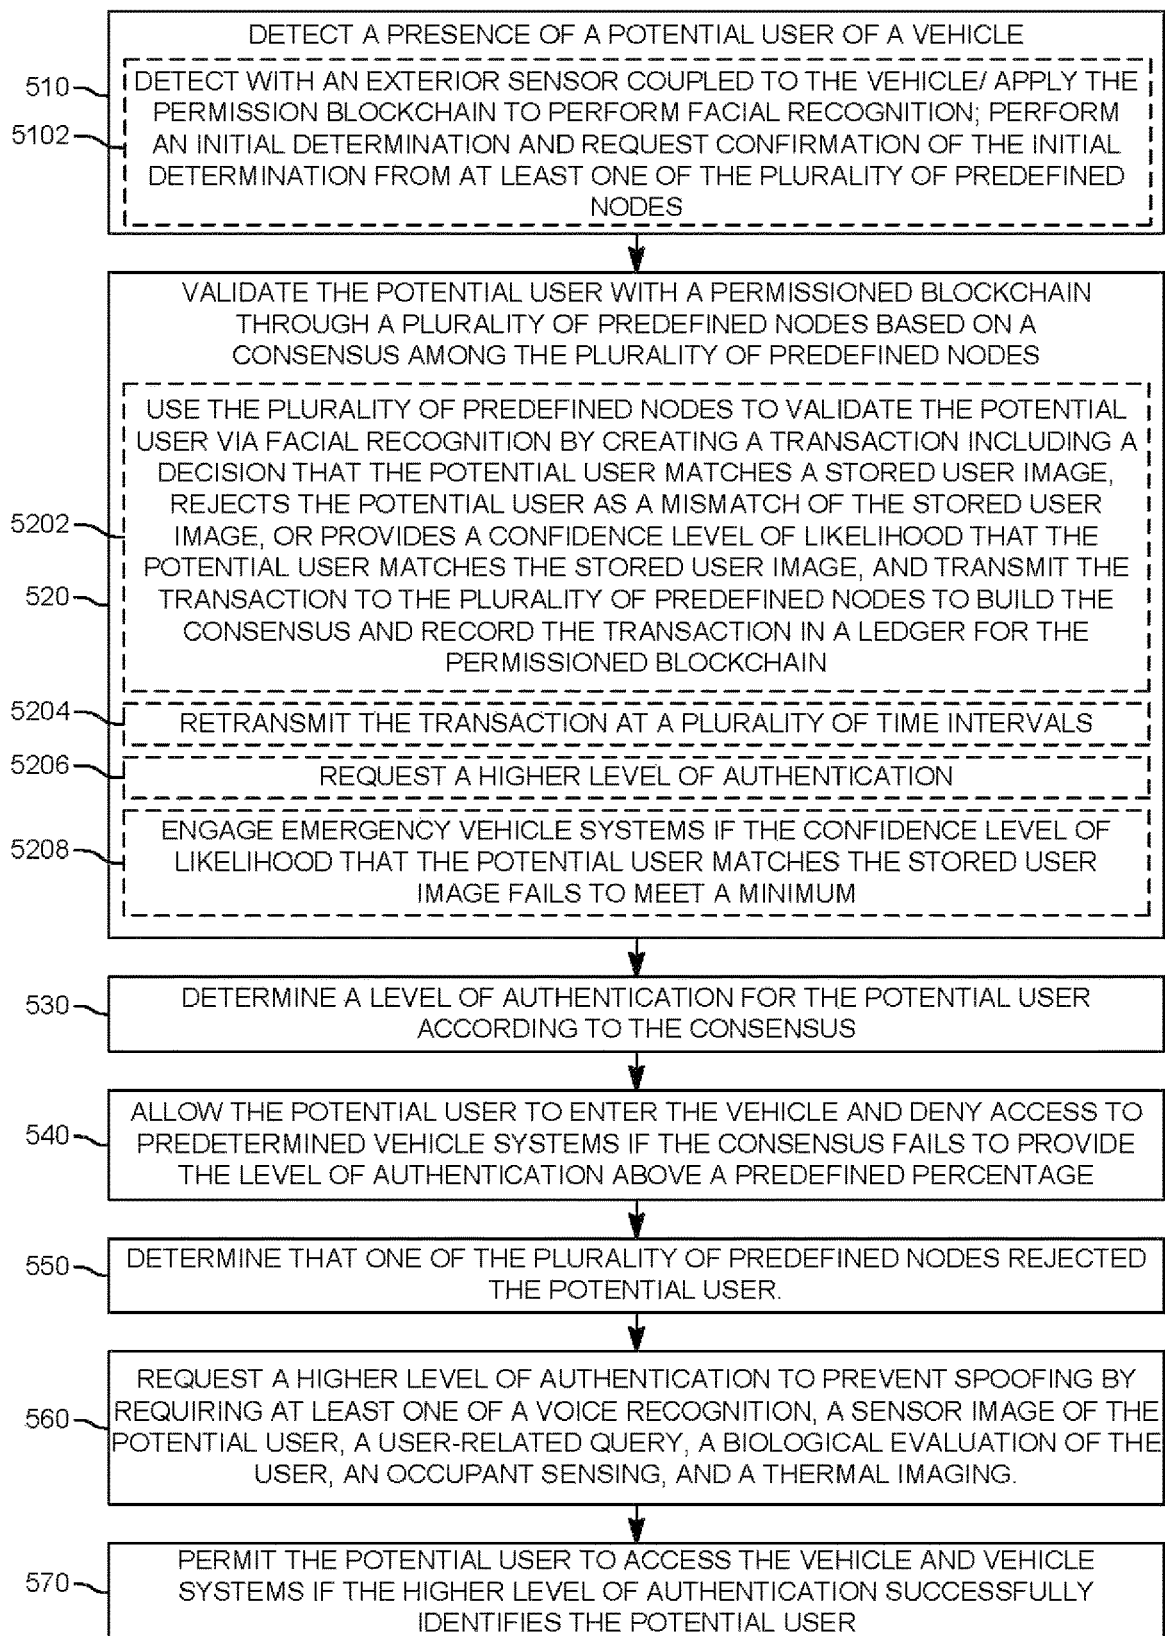 DETECT A PRESENCE OF A POTENTIAL USER OF A VEHICLE
510
5102
DETECT WITH AN EXTERIOR SENSOR COUPLED TO THE VEHICLE/ APPLY THE
PERMISSION BLOCKCHAIN TO PERFORM FACIAL RECOGNITION; PERFORM
AN INITIAL DETERMINATION AND REQUEST CONFIRMATION OF THE INITIAL
DETERMINATION FROM AT LEAST ONE OF THE PLURALITY OF PREDEFINED
NODES
VALIDATE THE POTENTIAL USER WITH A PERMISSIONED BLOCKCHAIN
THROUGH A PLURALITY OF PREDEFINED NODES BASED ON A
CONSENSUS AMONG THE PLURALITY OF PREDEFINED NODES
5202
520
USE THE PLURALITY OF PREDEFINED NODES TO VALIDATE THE POTENTIAL
USER VIA FACIAL RECOGNITION BY CREATING A TRANSACTION INCLUDING A
DECISION THAT THE POTENTIAL USER MATCHES A STORED USER IMAGE,
REJECTS THE POTENTIAL USER AS A MISMATCH OF THE STORED USER
IMAGE, OR PROVIDES A CONFIDENCE LEVEL OF LIKELIHOOD THAT THE
POTENTIAL USER MATCHES THE STORED USER IMAGE, AND TRANSMIT THE
TRANSACTION TO THE PLURALITY OF PREDEFINED NODES TO BUILD THE
CONSENSUS AND RECORD THE TRANSACTION IN A LEDGER FOR THE
PERMISSIONED BLOCKCHAIN
5204
RETRANSMIT THE TRANSACTION AT A PLURALITY OF TIME INTERVALS
5206
REQUEST A HIGHER LEVEL OF AUTHENTICATION
5208
ENGAGE EMERGENCY VEHICLE SYSTEMS IF THE CONFIDENCE LEVEL OF
LIKELIHOOD THAT THE POTENTIAL USER MATCHES THE STORED USER
IMAGE FAILS TO MEET A MINIMUM
530
DETERMINE A LEVEL OF AUTHENTICATION FOR THE POTENTIAL USER
ACCORDING TO THE CONSENSUS
540
ALLOW THE POTENTIAL USER TO ENTER THE VEHICLE AND DENY ACCESS TO
PREDETERMINED VEHICLE SYSTEMS IF THE CONSENSUS FAILS TO PROVIDE
THE LEVEL OF AUTHENTICATION ABOVE A PREDEFINED PERCENTAGE
550
DETERMINE THAT ONE OF THE PLURALITY OF PREDEFINED NODES REJECTED
THE POTENTIAL USER.
560
REQUEST A HIGHER LEVEL OF AUTHENTICATION TO PREVENT SPOOFING BY
REQUIRING AT LEAST ONE OF A VOICE RECOGNITION, A SENSOR IMAGE OF THE
POTENTIAL USER, A USER-RELATED QUERY, A BIOLOGICAL EVALUATION OF THE
USER, AN OCCUPANT SENSING, AND A THERMAL IMAGING.
570
PERMIT THE POTENTIAL USER TO ACCESS THE VEHICLE AND VEHICLE
SYSTEMS IF THE HIGHER LEVEL OF AUTHENTICATION SUCCESSFULLY
IDENTIFIES THE POTENTIAL USER